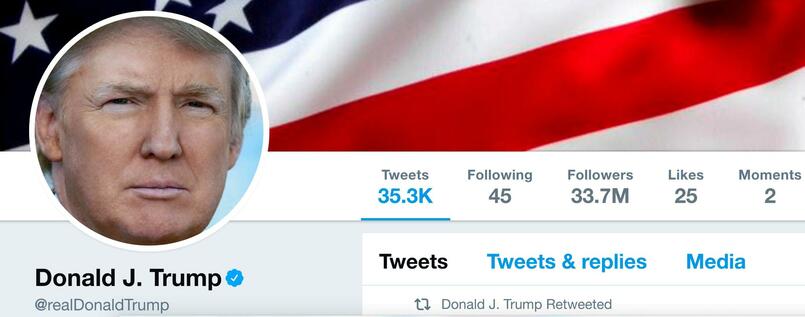 Tweets Following Followers Likes Moments
35.3K 45 33.7M 25 2
Tweets Tweets & replies Media
Donald J. Trump
@realDonaldTrump
Donald J. Trump Retweeted